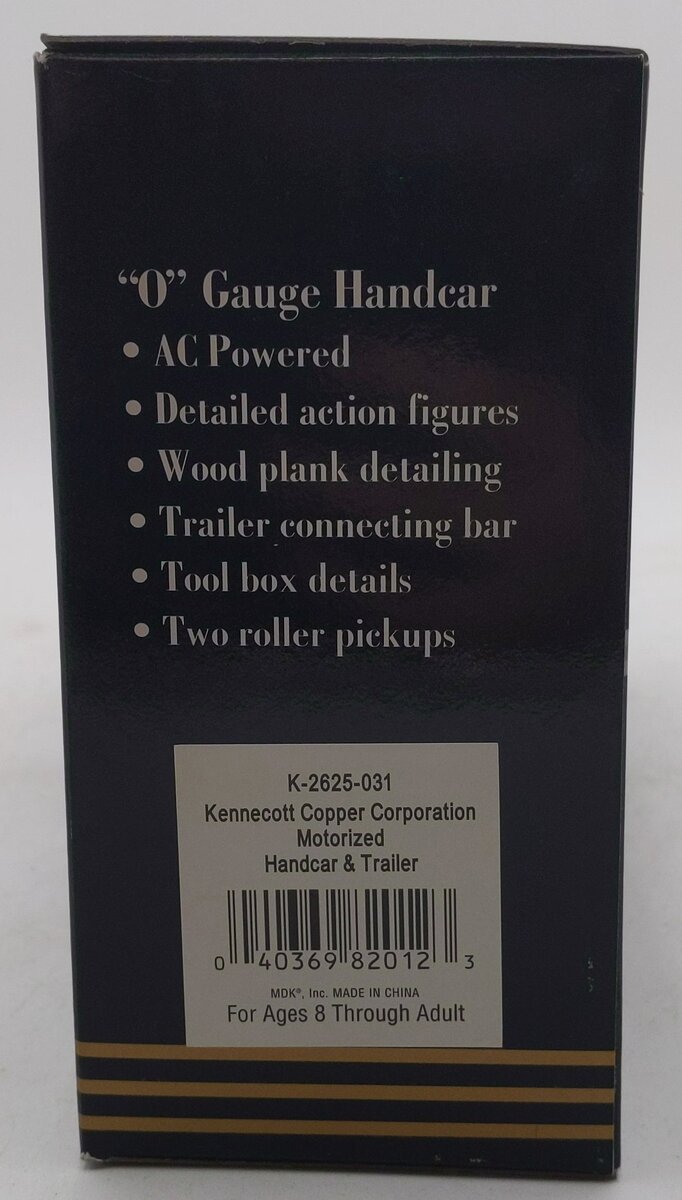 “O” Gauge Handcar
• AC Powered
• Detailed action figures
• Wood plank detailing
• Trailer connecting bar
• Tool box details
• Two roller pickups
K-2625-031
Kennecott Copper Corporation
Motorized
Handcar & Trailer
0 40369 82012 3
MDK®, Inc. MADE IN CHINA
For Ages 8 Through Adult